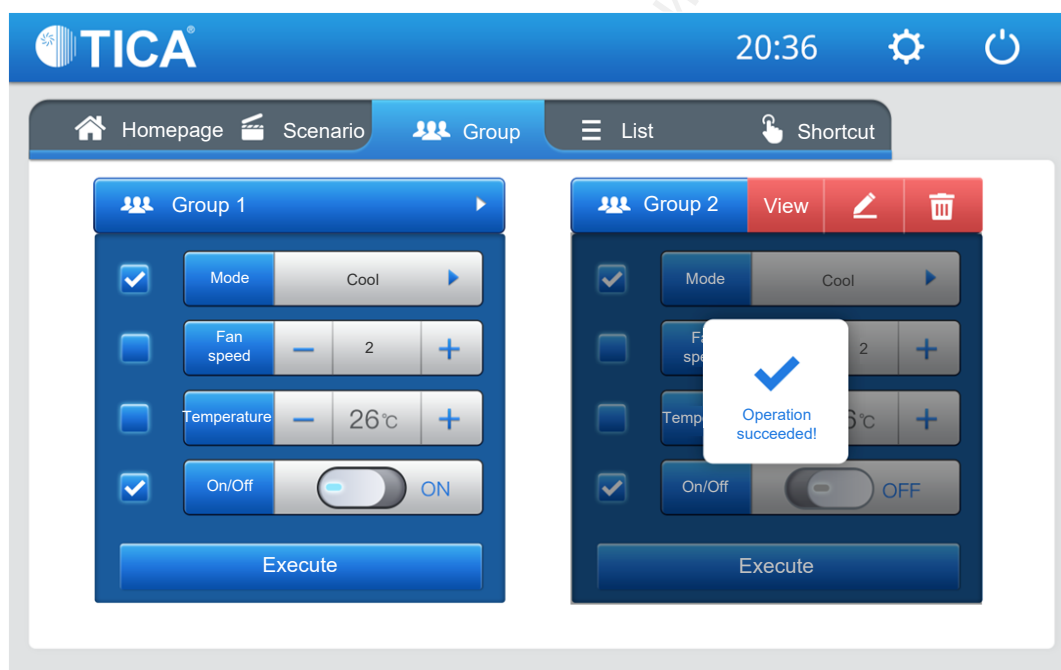 TICA®
20:36
Homepage
Scenario
Group
List
Shortcut
Group 1
Mode
Cool
Fan
speed
2
Temperature
26°C
On/Off
ON
Execute
Group 2
View
Mode
Cool
2
On/Off
OFF
Execute
Operation
succeeded!